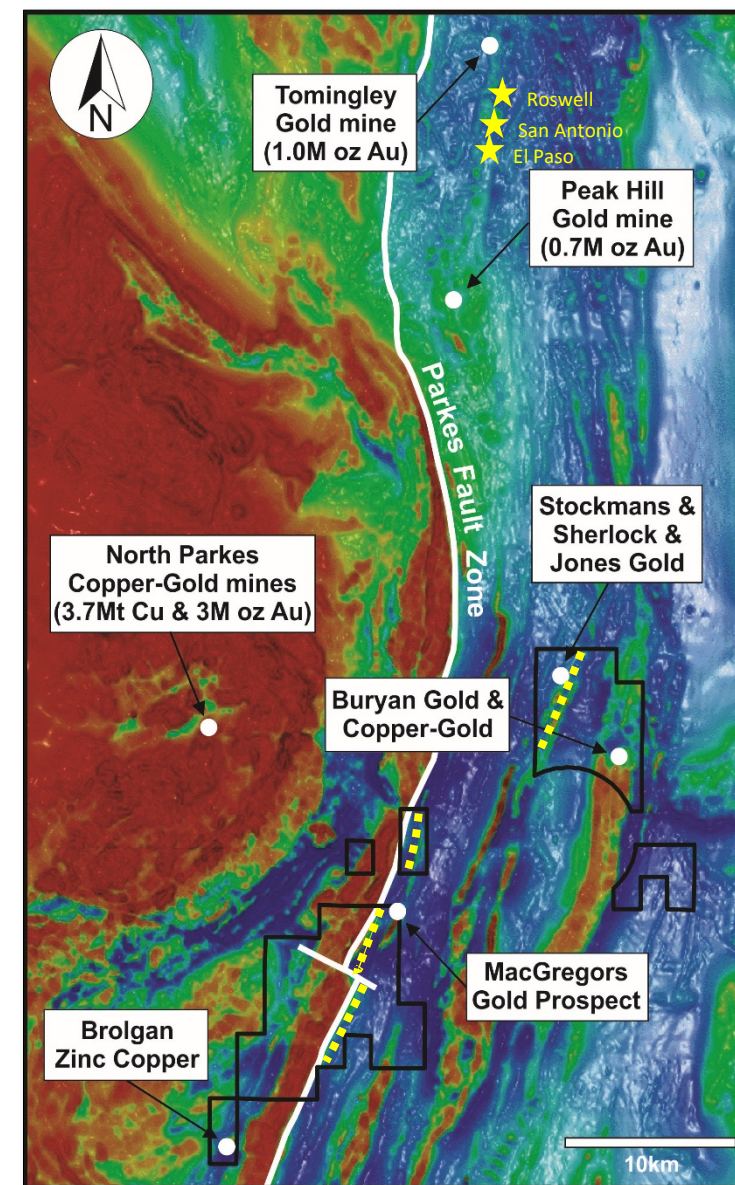 N
Tomingley
Gold mine
(1.0M oz Au)
Roswell
San Antonio
El Paso
Peak Hill
Gold mine
(0.7M oz Au)
Parkes Fault Zone
Stockmans &
Sherlock &
Jones Gold
North Parkes
Copper-Gold mines
(3.7Mt Cu & 3M oz Au)
Buryan Gold &
Copper-Gold
MacGregors
Gold Prospect
Brolgan
Zinc Copper
10km